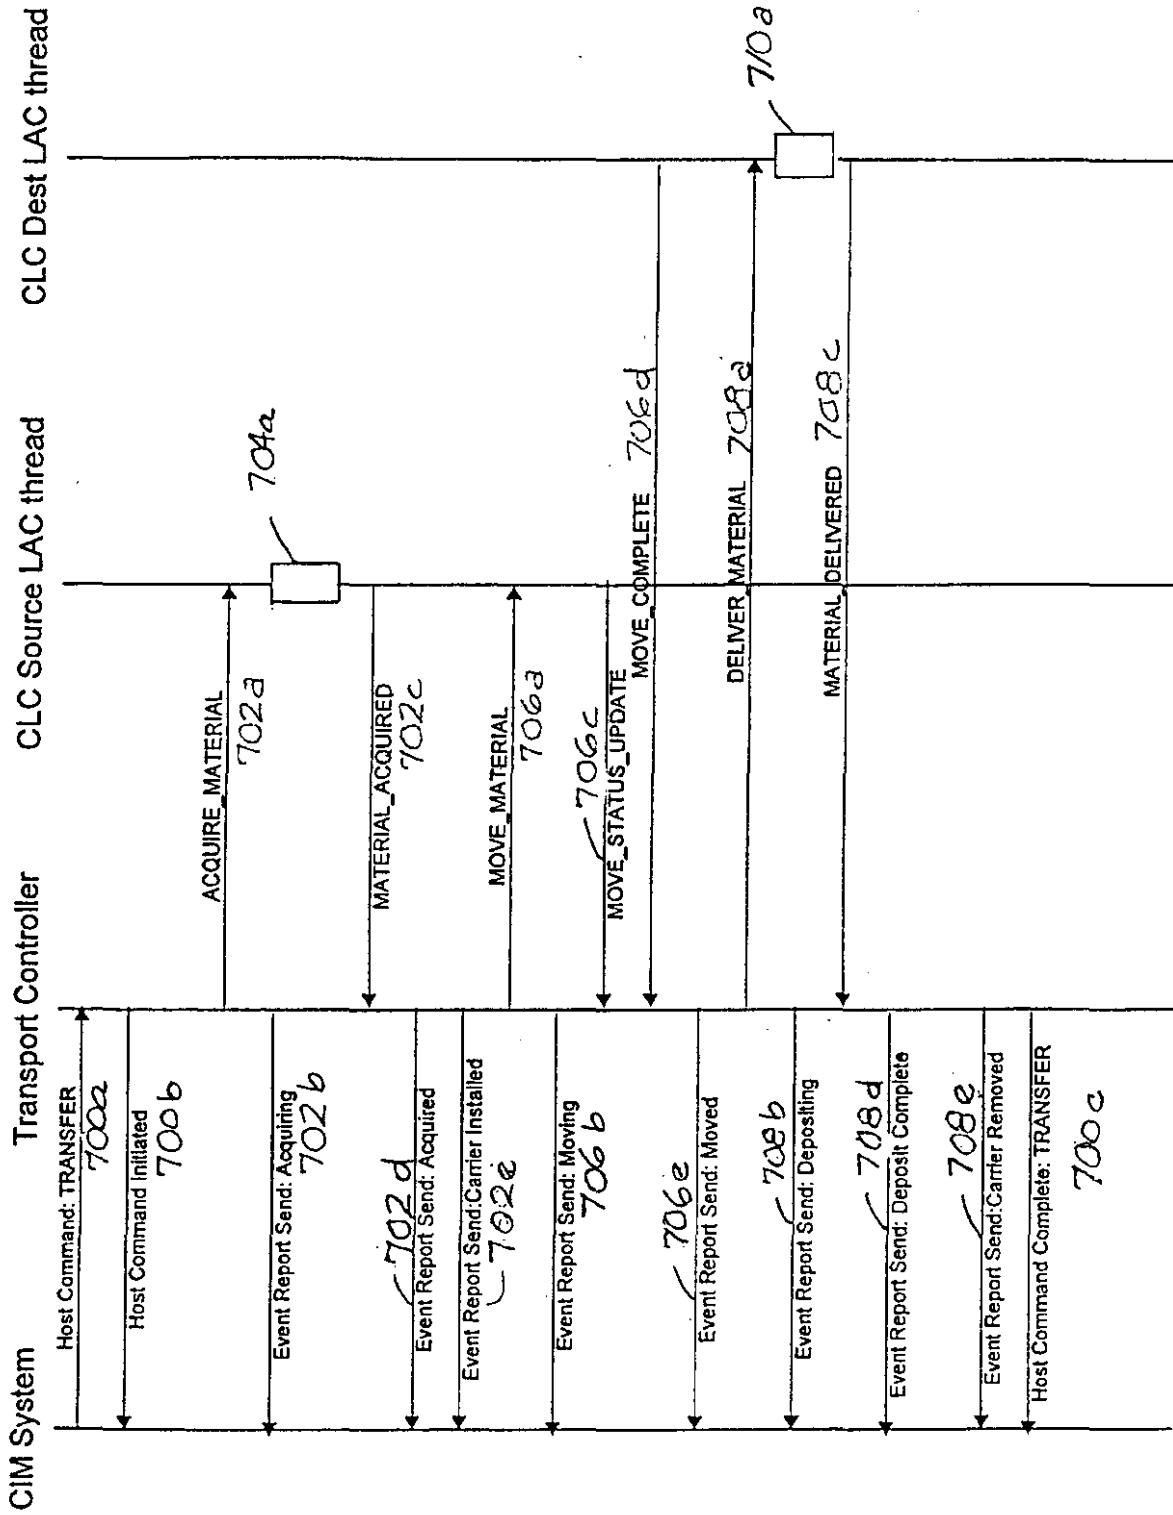 CIM System
Transport Controller
CLC Source LAC thread
CLC Dest LAC thread
Host Command: TRANSFER
700a
Host Command Initiated
700b
ACQUIRE_MATERIAL
702a
Event Report Send: Acquiring
702b
704a
MATERIAL_ACQUIRED
702c
702d
Event Report Send: Acquired
Event Report Send:Carrier Installed
702e
MOVE_MATERIAL
706a
Event Report Send: Moving
706b
706c
MOVE_STATUS_UPDATE
MOVE_COMPLETE 706d
706e
Event Report Send: Moved
DELIVER_MATERIAL 708a
708b
Event Report Send: Depositing
710a
MATERIAL_DELIVERED 708c
708d
Event Report Send: Deposit Complete
708e
Event Report Send:Carrier Removed
Host Command Complete: TRANSFER
700c